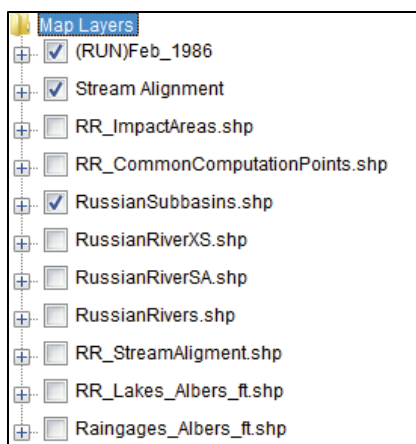 Map Layers
(RUN)Feb_1986
Stream Alignment
RR_ImpactAreas.shp
RR_CommonComputationPoints.shp
RussianSubbasins.shp
RussianRiverXS.shp
RussianRiverSA.shp
RussianRivers.shp
RR_StreamAligment.shp
RR_Lakes_Albers_ft.shp
Raingages_Albers_ft.shp